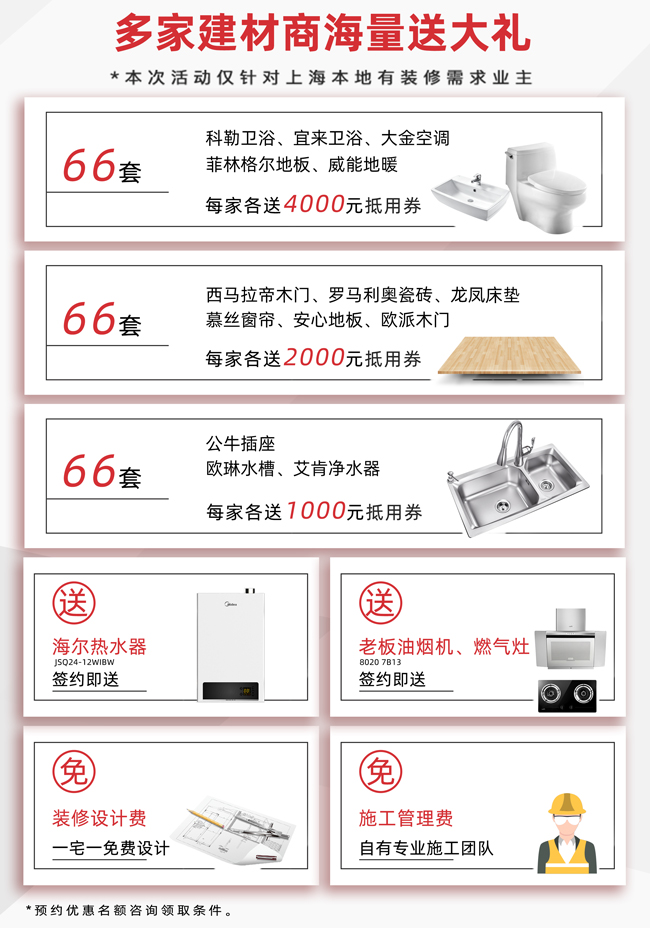 多家建材商海量送大礼
*本次活动仅针对上海本地有装修需求业主
66套
科勒卫浴、宜来卫浴、大金空调
菲林格尔地板、威能地暖
每家各送4000元抵用券
66套
西马拉帝木门、罗马利奥瓷砖、龙凤床垫
慕丝窗帘、安心地板、欧派木门
每家各送2000元抵用券
66套
公牛插座
欧琳水槽、艾肯净水器
每家各送1000元抵用券
送
海尔热水器
JSQ24-12WIBW
签约即送
Midea
送
老板油烟机、燃气灶
8020 7B13
签约即送
免
装修设计费
一宅一免费设计
免
施工管理费
自有专业施工团队
*预约优惠名额咨询领取条件。